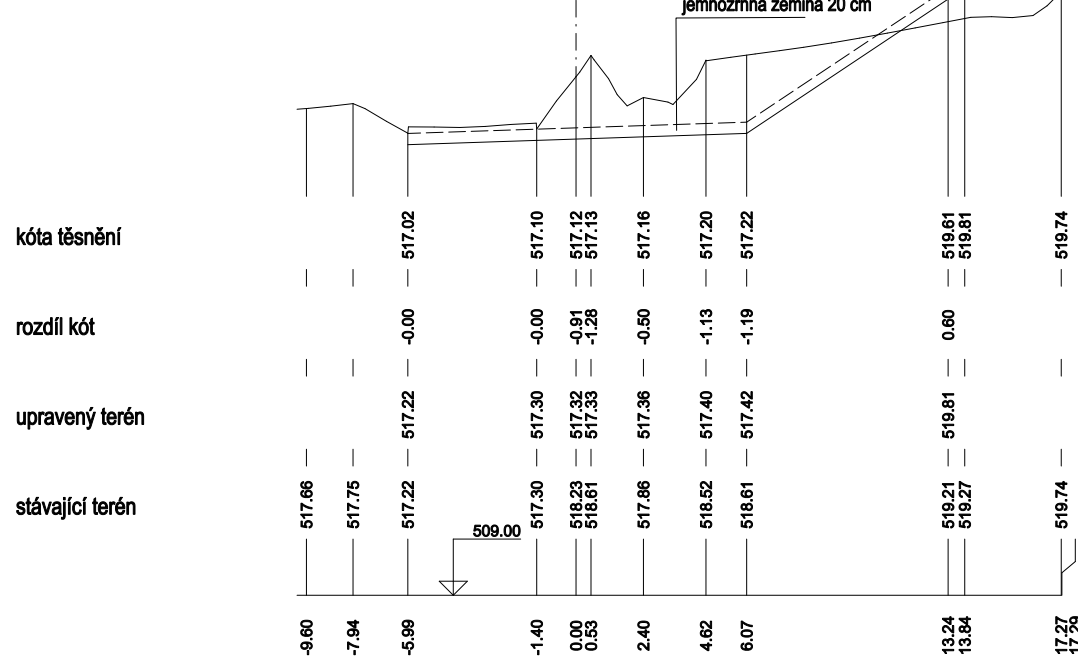 jemnozrnná zemina 20 cm
kóta těsnění 517.02 517.10 517.12 517.13 517.16 517.20 517.22 519.61 519.81 519.74
rozdíl kót -0.00 -0.00 -0.91 -1.28 -0.50 -1.13 -1.19 0.60
upravený terén 517.22 517.30 517.32 517.33 517.36 517.40 517.42 519.81
stávající terén 517.66 517.75 517.22 517.30 518.23 518.61 517.86 518.52 518.61 519.21 519.27 519.74
509.00
-9.60 -7.94 -5.99 -1.40 0.00 0.53 2.40 4.62 6.07 13.24 13.84 17.27 17.29